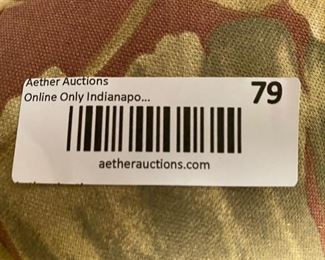 Aether Auctions
79
Online Only Indianapo...
aetherauctions.com